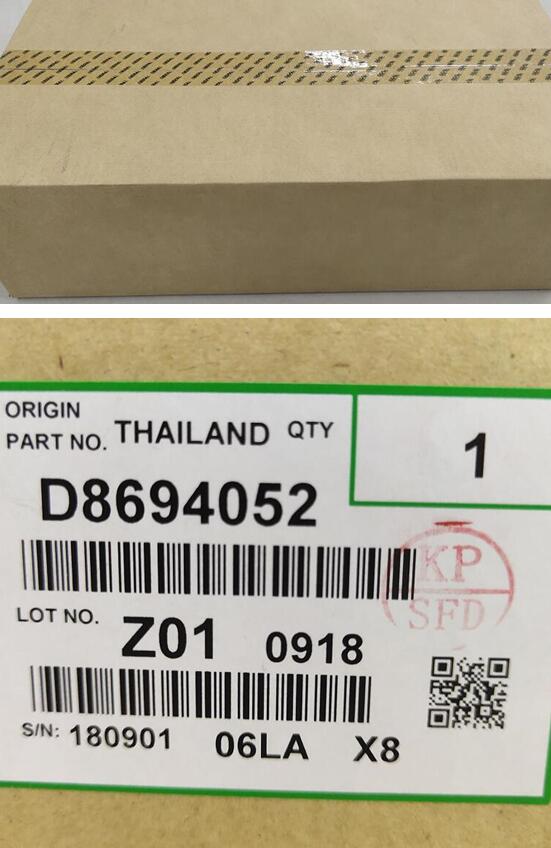 ORIGIN THAILAND QTY 1
PART NO.
D8694052
KP
SFD
LOT NO. Z01 0918
S/N: 180901 06LA X8